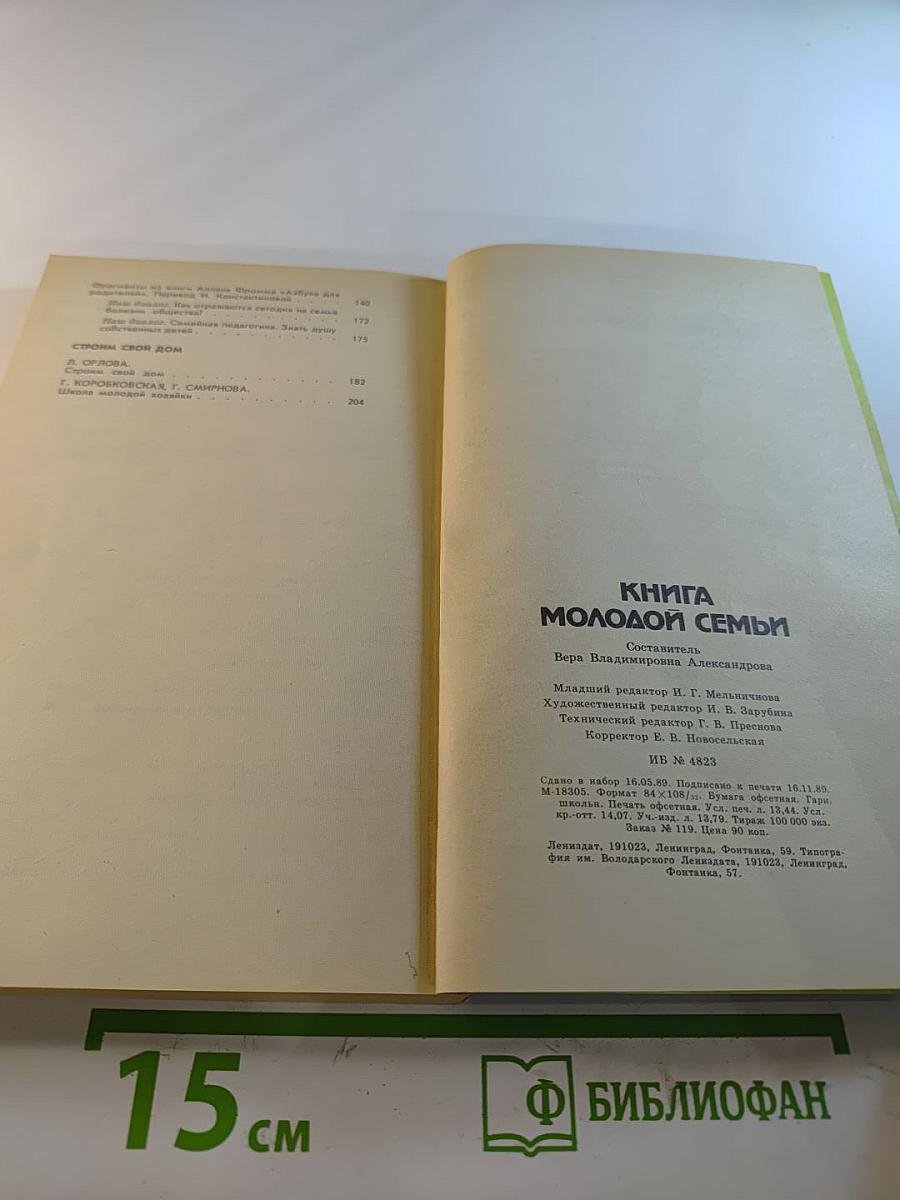 Фрагменты из книги Аллана Фромма «Азбука для
родителей». Перевод И. Константиновой . . . . 140
Наш диалог. Как отражаются сегодня на семье
болезни общества? . . . . . . . . . . 172
Наш диалог. Семейная педагогика. Знать душу
собственных детей . . . . . . . . . . 175
СТРОИМ СВОЙ ДОМ
Л. ОРЛОВА.
Строим свой дом . . . . . . . . . . . 182
Г. КОРОБКОВСКАЯ, Г. СМИРНОВА.
Школа молодой хозяйки . . . . . . . . . 204
КНИГА
МОЛОДОЙ СЕМЬИ
Составитель
Вера Владимировна Александрова
Младший редактор И. Г. Мельничнова
Художественный редактор И. В. Зарубина
Технический редактор Г. В. Преснова
Корректор Е. В. Новосельская
ИБ № 4823
Сдано в набор 16.05.89. Подписано к печати 16.11.89.
М-18305. Формат 84×108/32. Бумага офсетная. Гарн.
школьн. Печать офсетная. Усл. печ. л. 13,44. Усл.
кр.-отт. 14,07. Уч.-изд. л. 13,79. Тираж 100 000 экз.
Заказ № 119. Цена 90 коп.
Лениздат, 191023, Ленинград, Фонтанка, 59. Типогра-
фия им. Володарского Лениздата, 191023, Ленинград,
Фонтанка, 57.
15 см
Ф БИБЛИОФАН